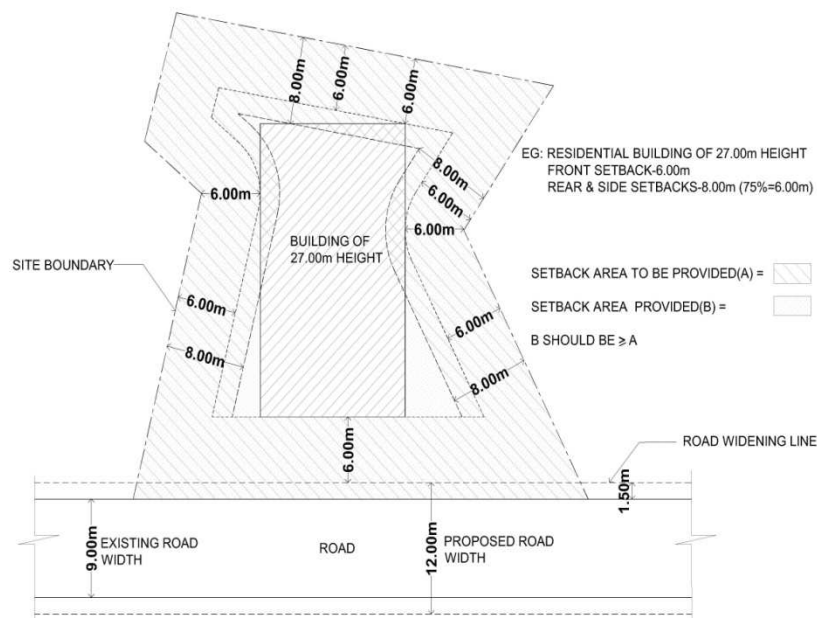 8.00m
6.00m
6.00m
EG: RESIDENTIAL BUILDING OF 27.00m HEIGHT
FRONT SETBACK-6.00m
REAR & SIDE SETBACKS-8.00m (75%=6.00m)
8.00m
6.00m
6.00m
6.00m
BUILDING OF
27.00m HEIGHT
SITE BOUNDARY
SETBACK AREA TO BE PROVIDED(A) =
SETBACK AREA PROVIDED(B) =
B SHOULD BE ≥ A
6.00m
8.00m
6.00m
8.00m
6.00m
ROAD WIDENING LINE
1.50m
9.00m
EXISTING ROAD
WIDTH
ROAD
12.00m
PROPOSED ROAD
WIDTH